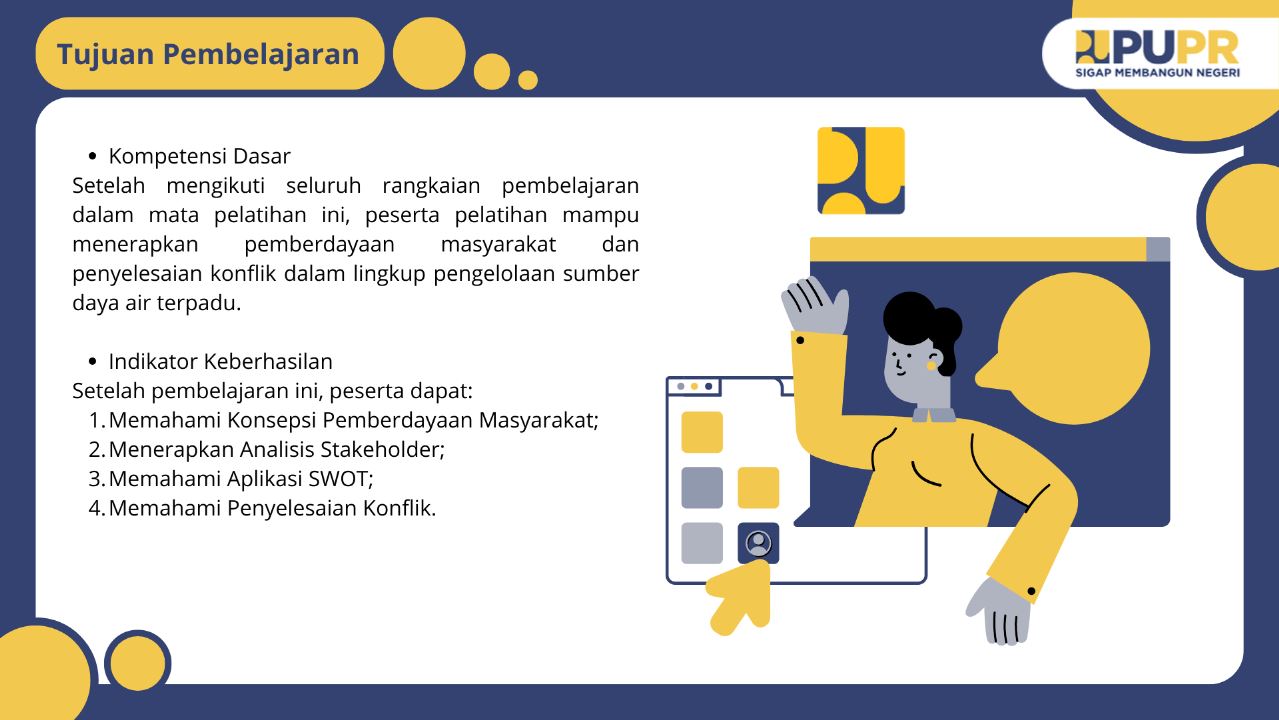 Tujuan Pembelajaran
PUPR
SIGAP MEMBANGUN NEGERI
• Kompetensi Dasar
Setelah mengikuti seluruh rangkaian pembelajaran
dalam mata pelatihan ini, peserta pelatihan mampu
menerapkan pemberdayaan masyarakat dan
penyelesaian konflik dalam lingkup pengelolaan sumber
daya air terpadu.
• Indikator Keberhasilan
Setelah pembelajaran ini, peserta dapat:
1. Memahami Konsepsi Pemberdayaan Masyarakat;
2. Menerapkan Analisis Stakeholder;
3. Memahami Aplikasi SWOT;
4. Memahami Penyelesaian Konflik.